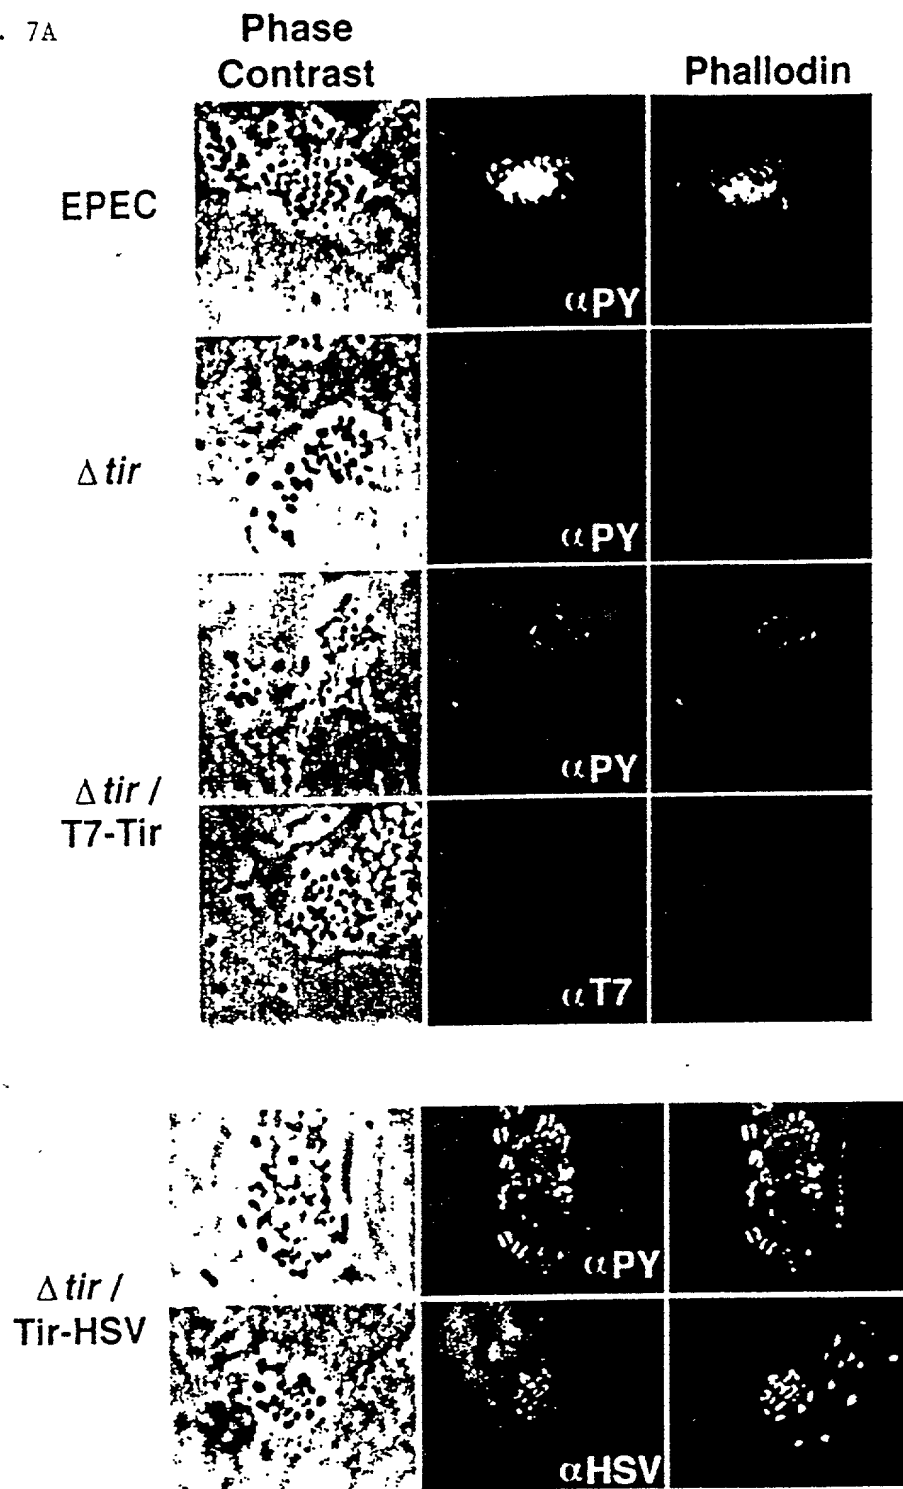 . 7A
Phase
Contrast
Phallodin
EPEC
αPY
Δtir
αPY
αPY
Δtir /
T7-Tir
αT7
αPY
Δtir /
Tir-HSV
αHSV